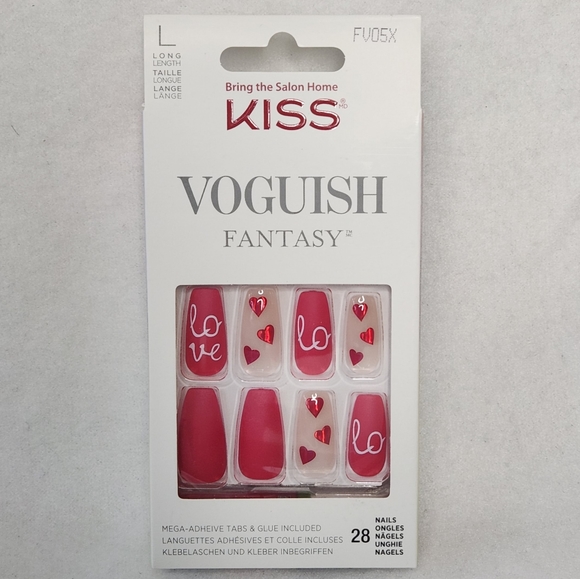 L
LONG
LENGTH
TAILLE
LONGUE
LANGE
LÄNGE
FV05X
Bring the Salon Home
KISS
VOGUISH
FANTASY
lo
ve
lo
lo
MEGA-ADHEIVE TABS & GLUE INCLUDED
LANGUETTES ADHÉSIVES ET COLLE INCLUSES
KLEBELASCHEN UND KLEBER INBEGRIFFEN
28
NAILS
ONGLES
NÄGELS
UNGHIE
NAGELS